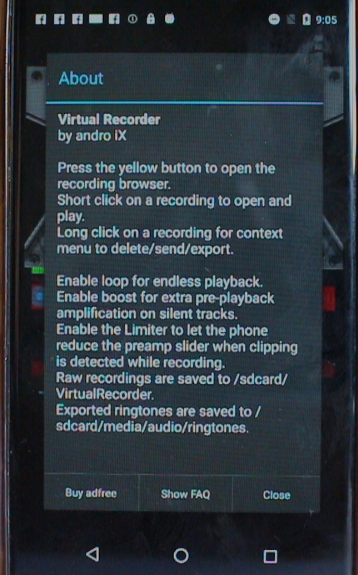 9:05
About
Virtual Recorder
by andro iX
Press the yellow button to open the
recording browser.
Short click on a recording to open and
play.
Long click on a recording for context
menu to delete/send/export.
Enable loop for endless playback.
Enable boost for extra pre-playback
amplification on silent tracks.
Enable the Limiter to let the phone
reduce the preamp slider when clipping
is detected while recording.
Raw recordings are saved to /sdcard/
VirtualRecorder.
Exported ringtones are saved to /
sdcard/media/audio/ringtones.
Buy adfree
Show FAQ
Close